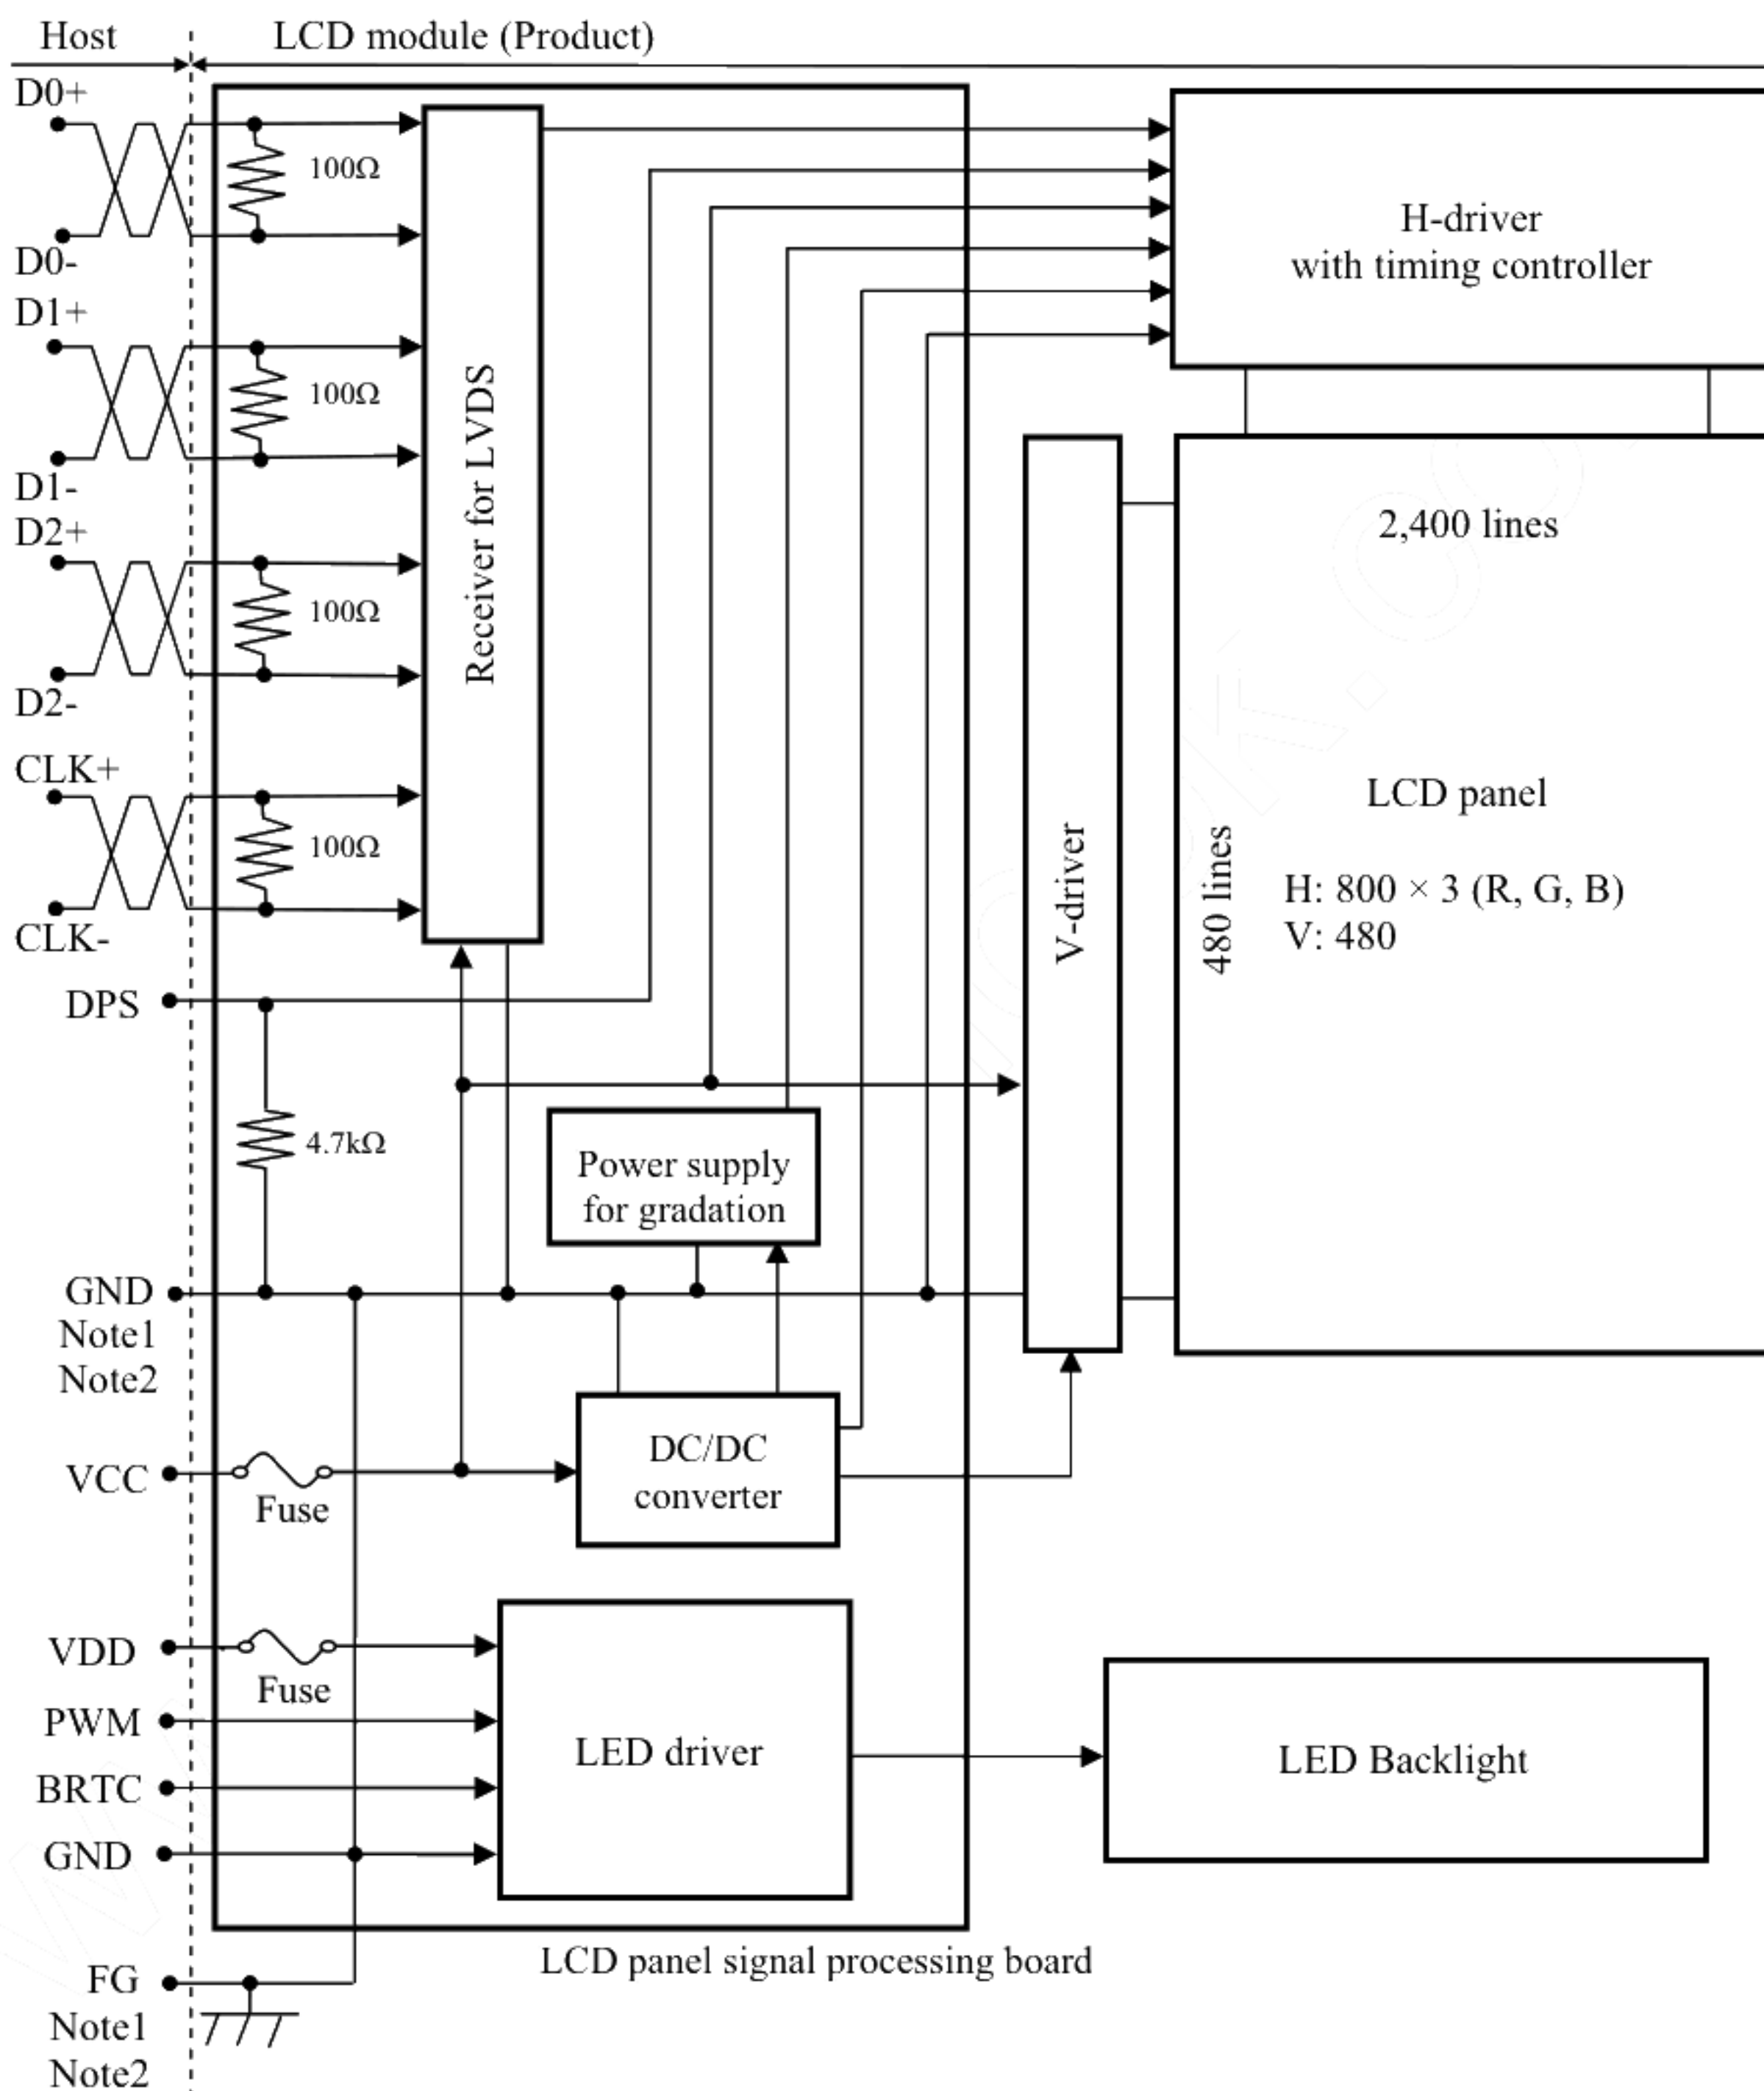 Host
LCD module (Product)
D0+
100Ω
D0-
D1+
100Ω
D1-
D2+
100Ω
D2-
CLK+
100Ω
CLK-
Receiver for LVDS
H-driver
with timing controller
2,400 lines
V-driver
480 lines
LCD panel
H: 800 × 3 (R, G, B)
V: 480
DPS
4.7kΩ
Power supply
for gradation
GND
Note1
Note2
VCC
Fuse
DC/DC
converter
VDD
Fuse
PWM
BRTC
GND
LED driver
LED Backlight
LCD panel signal processing board
FG
Note1
Note2